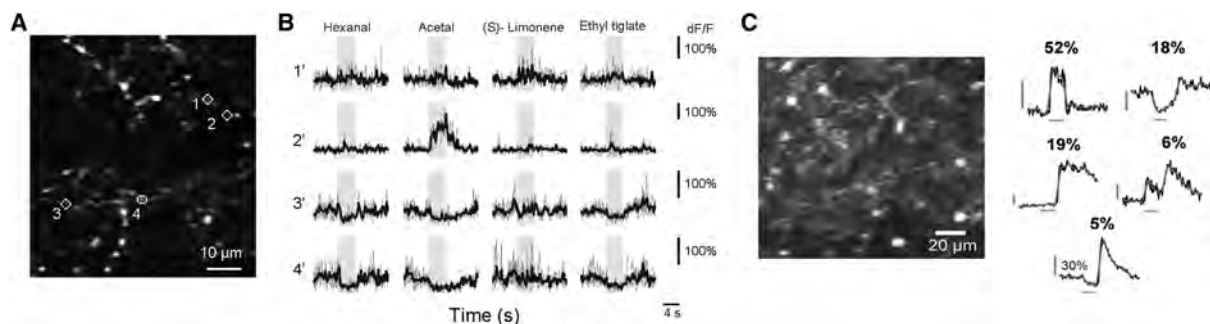 A
1
2
3
4
10 µm
B
Hexanal Acetal (S)- Limonene Ethyl tiglate dF/F
100%
1'
100%
2'
100%
3'
100%
4'
Time (s)
4 s
C
20 µm
52% 18%
19% 6%
5%
30%